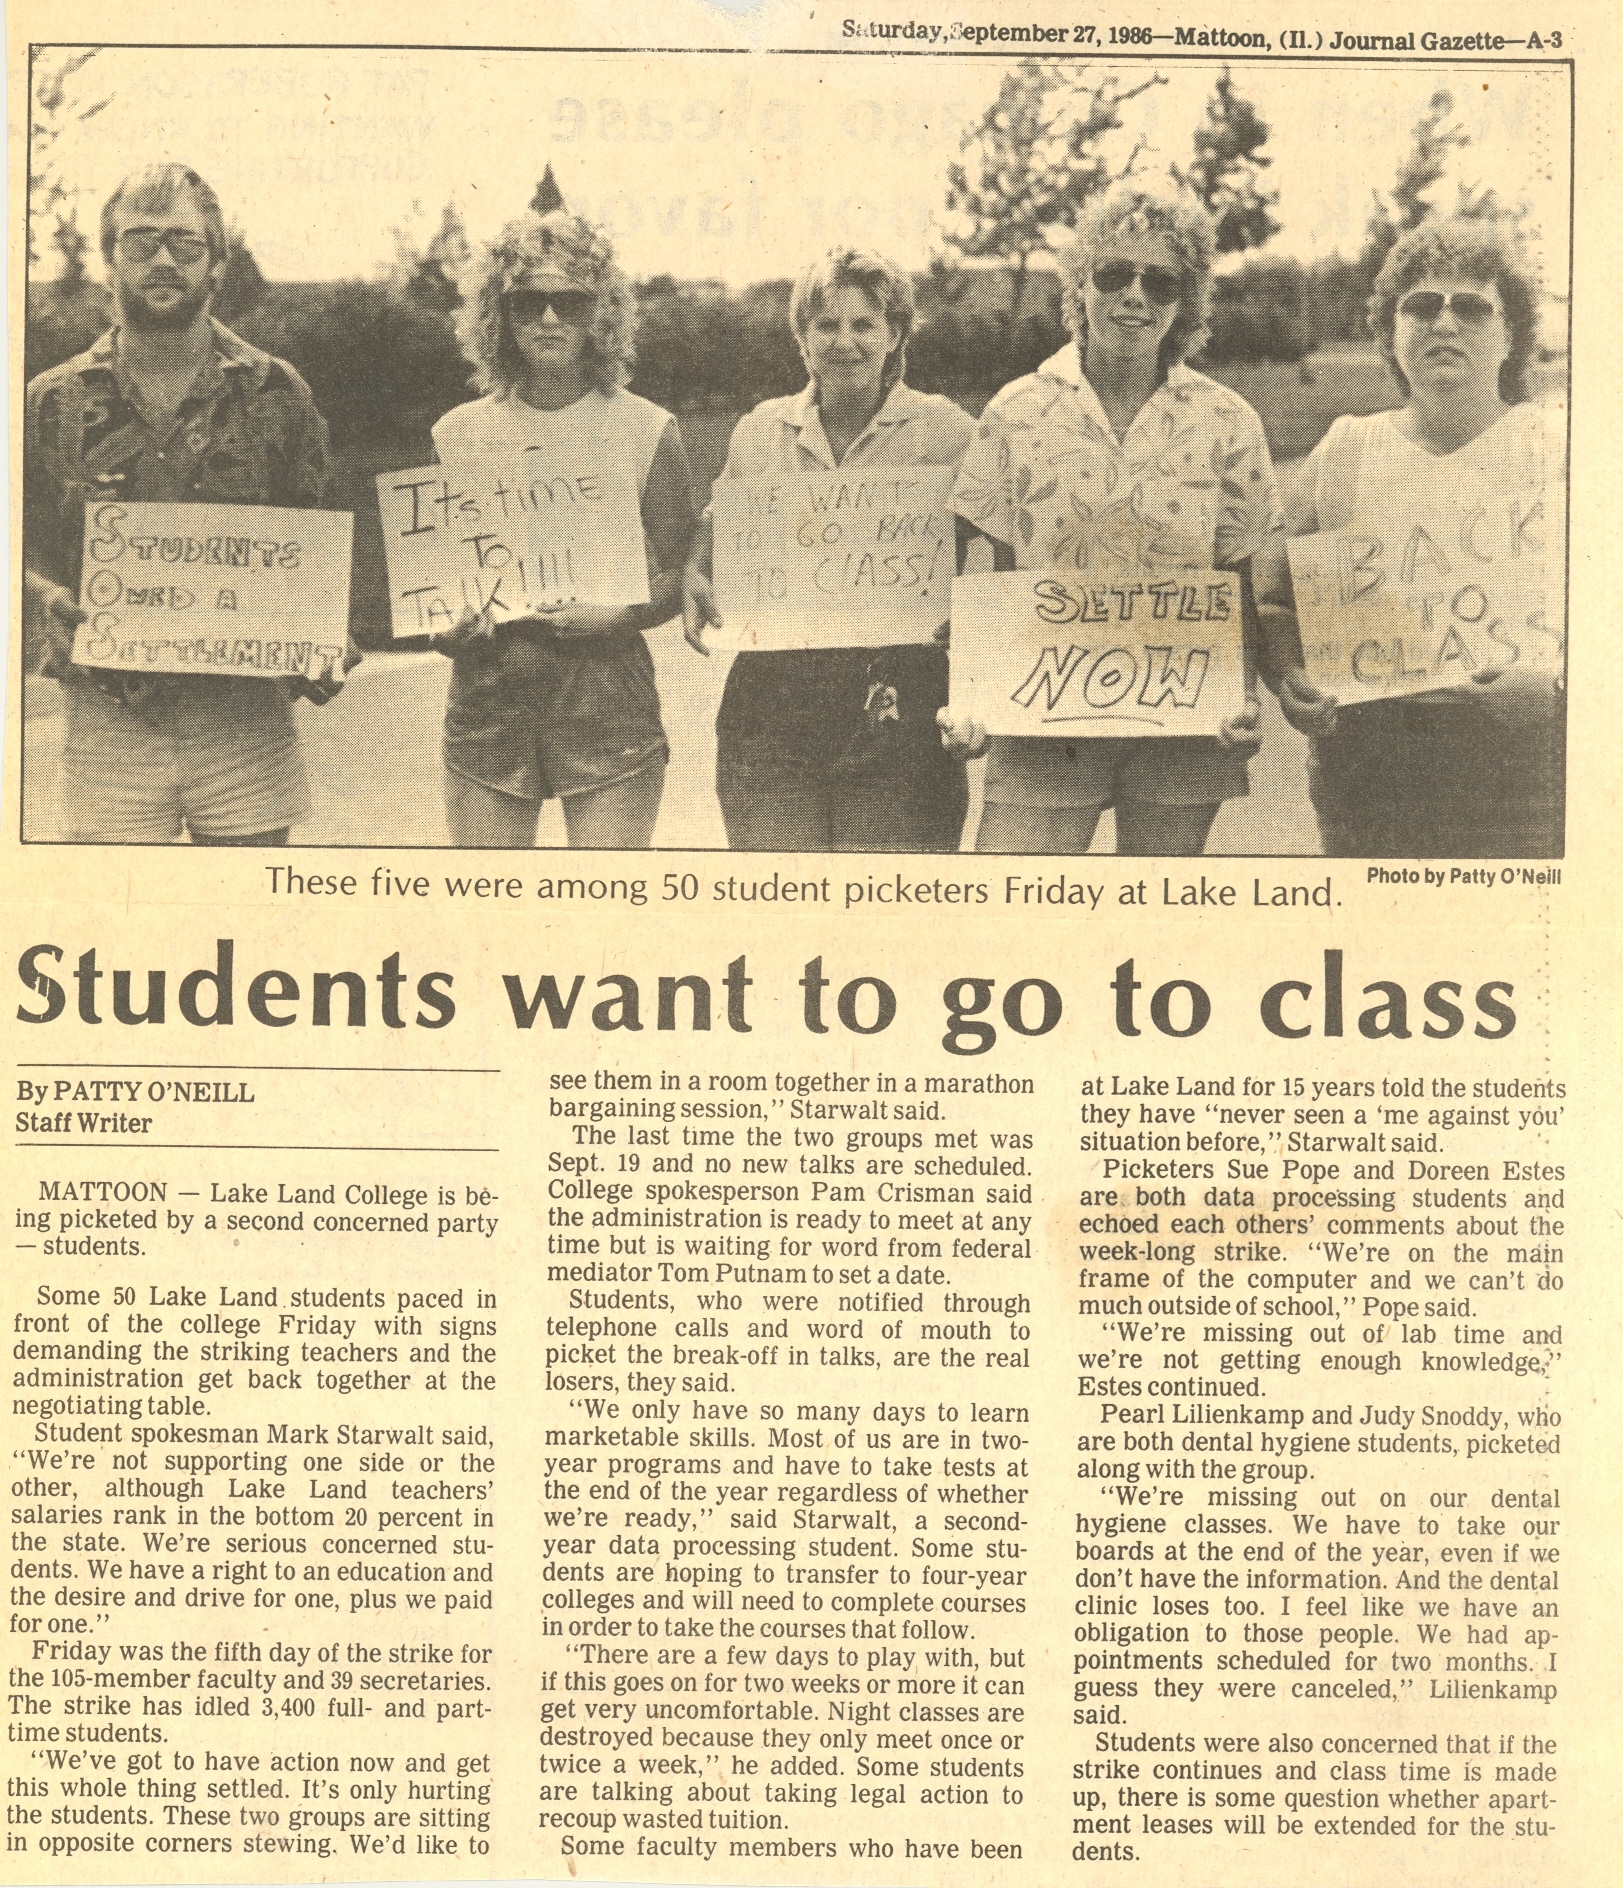 Saturday, September 27, 1986—Mattoon, (Il.) Journal Gazette—A-3
STUDENTS
OWED A
SETTLEMENT
Its time
To
TALK!!!!
WE WANT
TO GO BACK
TO CLASS!
SETTLE
NOW
BACK
TO
CLASS
These five were among 50 student picketers Friday at Lake Land.
Photo by Patty O'Neill
Students want to go to class
By PATTY O'NEILL
Staff Writer
MATTOON — Lake Land College is be-
ing picketed by a second concerned party
— students.
Some 50 Lake Land students paced in
front of the college Friday with signs
demanding the striking teachers and the
administration get back together at the
negotiating table.
Student spokesman Mark Starwalt said,
"We're not supporting one side or the
other, although Lake Land teachers'
salaries rank in the bottom 20 percent in
the state. We're serious concerned stu-
dents. We have a right to an education and
the desire and drive for one, plus we paid
for one."
Friday was the fifth day of the strike for
the 105-member faculty and 39 secretaries.
The strike has idled 3,400 full- and part-
time students.
"We've got to have action now and get
this whole thing settled. It's only hurting
the students. These two groups are sitting
in opposite corners stewing. We'd like to
see them in a room together in a marathon
bargaining session," Starwalt said.
The last time the two groups met was
Sept. 19 and no new talks are scheduled.
College spokesperson Pam Crisman said
the administration is ready to meet at any
time but is waiting for word from federal
mediator Tom Putnam to set a date.
Students, who were notified through
telephone calls and word of mouth to
picket the break-off in talks, are the real
losers, they said.
"We only have so many days to learn
marketable skills. Most of us are in two-
year programs and have to take tests at
the end of the year regardless of whether
we're ready," said Starwalt, a second-
year data processing student. Some stu-
dents are hoping to transfer to four-year
colleges and will need to complete courses
in order to take the courses that follow.
"There are a few days to play with, but
if this goes on for two weeks or more it can
get very uncomfortable. Night classes are
destroyed because they only meet once or
twice a week," he added. Some students
are talking about taking legal action to
recoup wasted tuition.
Some faculty members who have been
at Lake Land for 15 years told the students
they have "never seen a 'me against you'
situation before," Starwalt said.
Picketers Sue Pope and Doreen Estes
are both data processing students and
echoed each others' comments about the
week-long strike. "We're on the main
frame of the computer and we can't do
much outside of school," Pope said.
"We're missing out of lab time and
we're not getting enough knowledge,"
Estes continued.
Pearl Lilienkamp and Judy Snoddy, who
are both dental hygiene students, picketed
along with the group.
"We're missing out on our dental
hygiene classes. We have to take our
boards at the end of the year, even if we
don't have the information. And the dental
clinic loses too. I feel like we have an
obligation to those people. We had ap-
pointments scheduled for two months. I
guess they were canceled," Lilienkamp
said.
Students were also concerned that if the
strike continues and class time is made
up, there is some question whether apart-
ment leases will be extended for the stu-
dents.